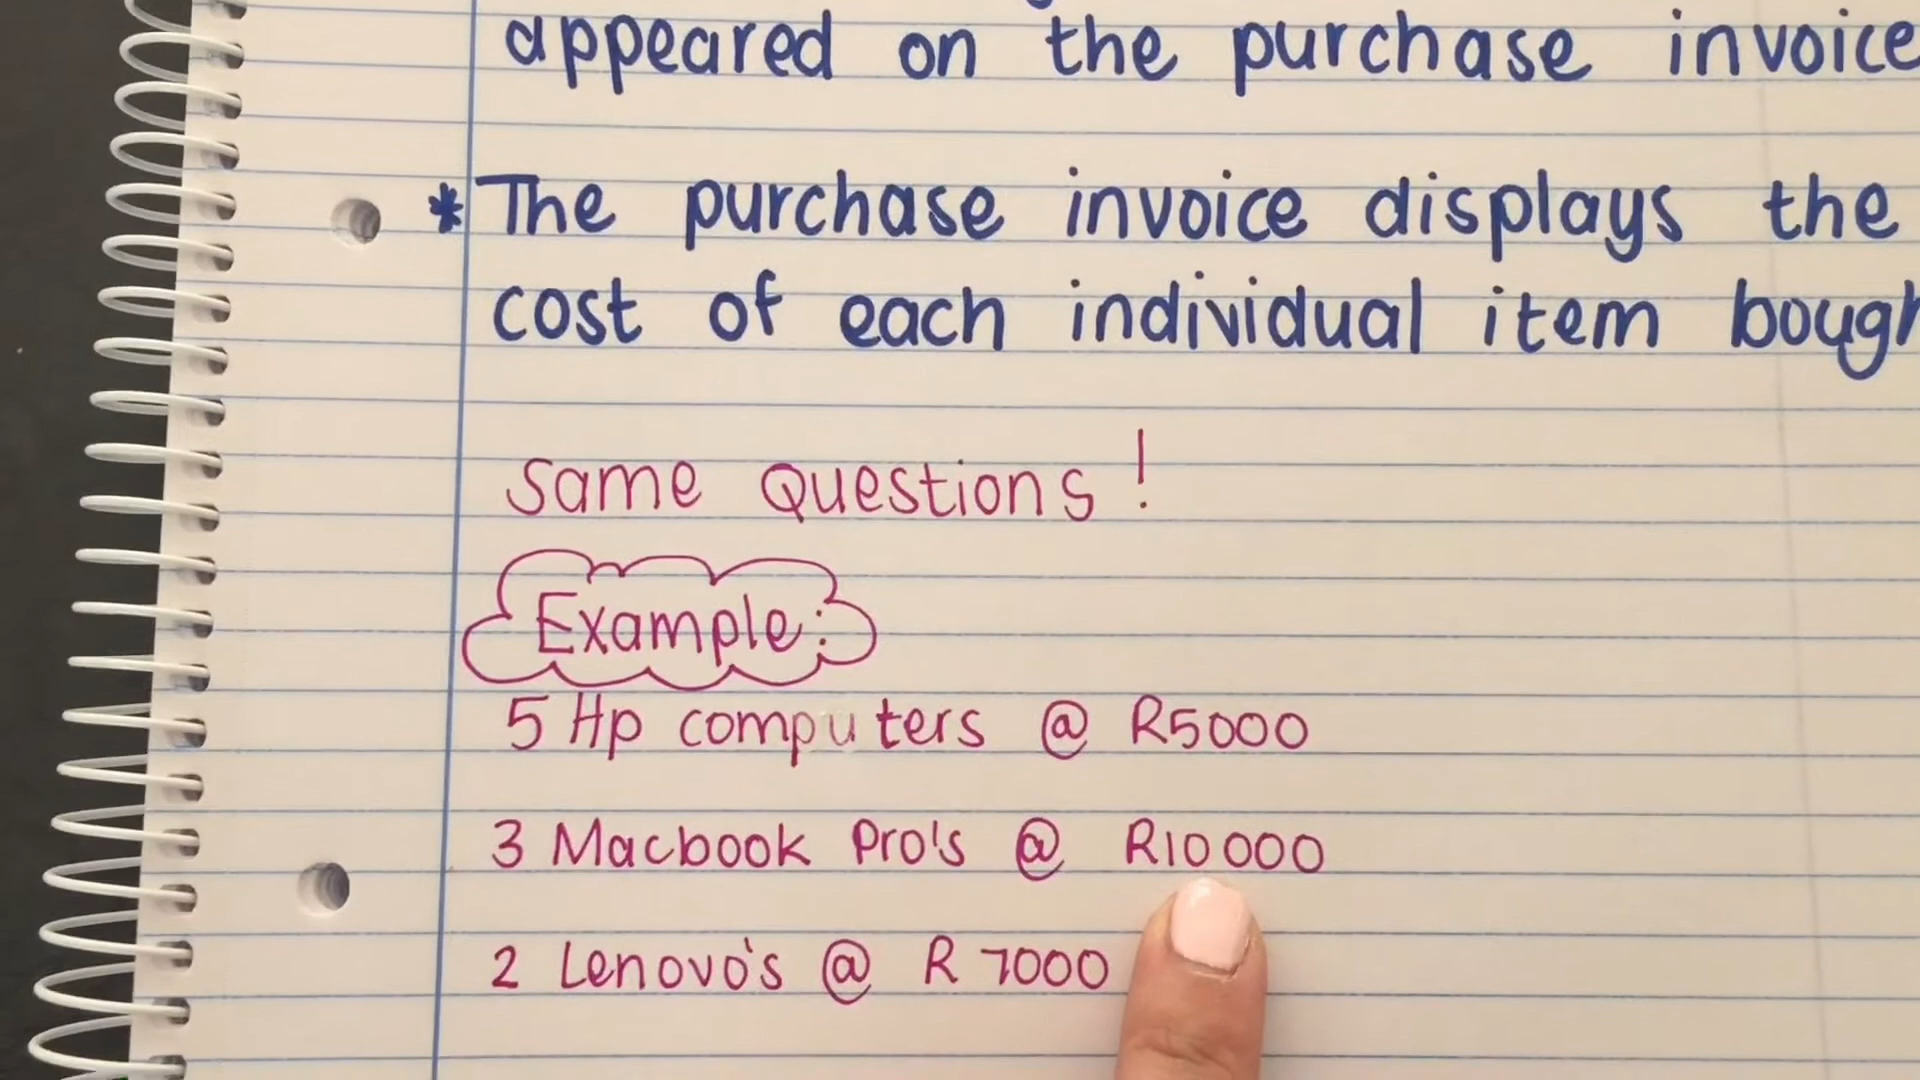 appeared on the purchase invoice
* The purchase invoice displays the
cost of each individual item bough
Same Questions!
Example:
5 Hp computers @ R5000
3 Macbook Pro's @ R10 000
2 Lenovo's @ R 7000